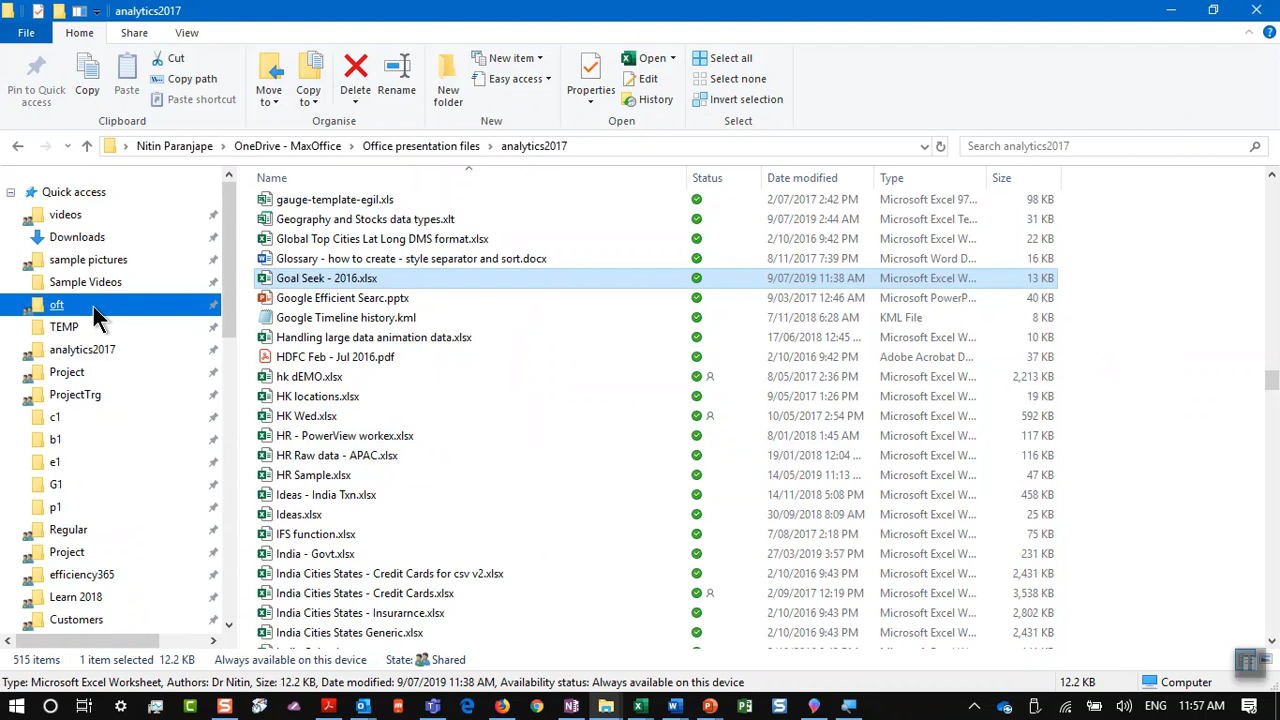 analytics2017
File Home Share View
Pin to Quick access
Copy
Paste
Cut
Copy path
Paste shortcut
Clipboard
Move to
Copy to
Delete
Rename
Organise
New folder
New item
Easy access
New
Properties
Open
Edit
History
Open
Select all
Select none
Invert selection
Select
Nitin Paranjape > OneDrive - MaxOffice > Office presentation files > analytics2017
Search analytics2017
Quick access
videos
Downloads
sample pictures
Sample Videos
oft
TEMP
analytics2017
Project
ProjectTrg
c1
b1
e1
G1
p1
Regular
Project
efficiency365
Learn 2018
Customers
Name Status Date modified Type Size
gauge-template-egil.xls 2/07/2017 2:42 PM Microsoft Excel 97... 98 KB
Geography and Stocks data types.xlt 9/07/2019 2:44 AM Microsoft Excel Te... 31 KB
Global Top Cities Lat Long DMS format.xlsx 2/10/2016 9:42 PM Microsoft Excel W... 22 KB
Glossary - how to create - style separator and sort.docx 8/11/2017 7:39 PM Microsoft Word D... 16 KB
Goal Seek - 2016.xlsx 9/07/2019 11:38 AM Microsoft Excel W... 13 KB
Google Efficient Searc.pptx 9/03/2017 12:46 PM Microsoft PowerP... 40 KB
Google Timeline history.kml 7/11/2018 6:28 AM KML File 8 KB
Handling large data animation data.xlsx 17/06/2018 12:45 ... Microsoft Excel W... 10 KB
HDFC Feb - Jul 2016.pdf 2/10/2016 9:42 PM Adobe Acrobat D... 37 KB
hk dEMO.xlsx 8/05/2017 2:36 PM Microsoft Excel W... 2,213 KB
HK locations.xlsx 9/05/2017 1:26 PM Microsoft Excel W... 19 KB
HK Wed.xlsx 10/05/2017 2:54 PM Microsoft Excel W... 592 KB
HR - PowerView workex.xlsx 8/01/2018 1:45 AM Microsoft Excel W... 117 KB
HR Raw data - APAC.xlsx 19/01/2018 12:04 ... Microsoft Excel W... 116 KB
HR Sample.xlsx 14/05/2019 11:13 ... Microsoft Excel W... 47 KB
Ideas - India Txn.xlsx 14/11/2018 5:08 PM Microsoft Excel W... 458 KB
Ideas.xlsx 30/09/2018 8:09 AM Microsoft Excel W... 25 KB
IFS function.xlsx 7/08/2017 2:18 PM Microsoft Excel W... 75 KB
India - Govt.xlsx 27/03/2019 3:57 PM Microsoft Excel W... 231 KB
India Cities States - Credit Cards for csv v2.xlsx 2/10/2016 9:43 PM Microsoft Excel W... 2,431 KB
India Cities States - Credit Cards.xlsx 2/09/2017 12:19 PM Microsoft Excel W... 3,538 KB
India Cities States - Insurarnce.xlsx 2/10/2016 9:43 PM Microsoft Excel W... 2,802 KB
India Cities States Generic.xlsx 2/10/2016 9:43 PM Microsoft Excel W... 2,431 KB
515 items 1 item selected 12.2 KB Always available on this device State: Shared
Type: Microsoft Excel Worksheet, Authors: Dr Nitin, Size: 12.2 KB, Date modified: 9/07/2019 11:38 AM, Availability status: Always available on this device 12.2 KB Computer
11:57 AM